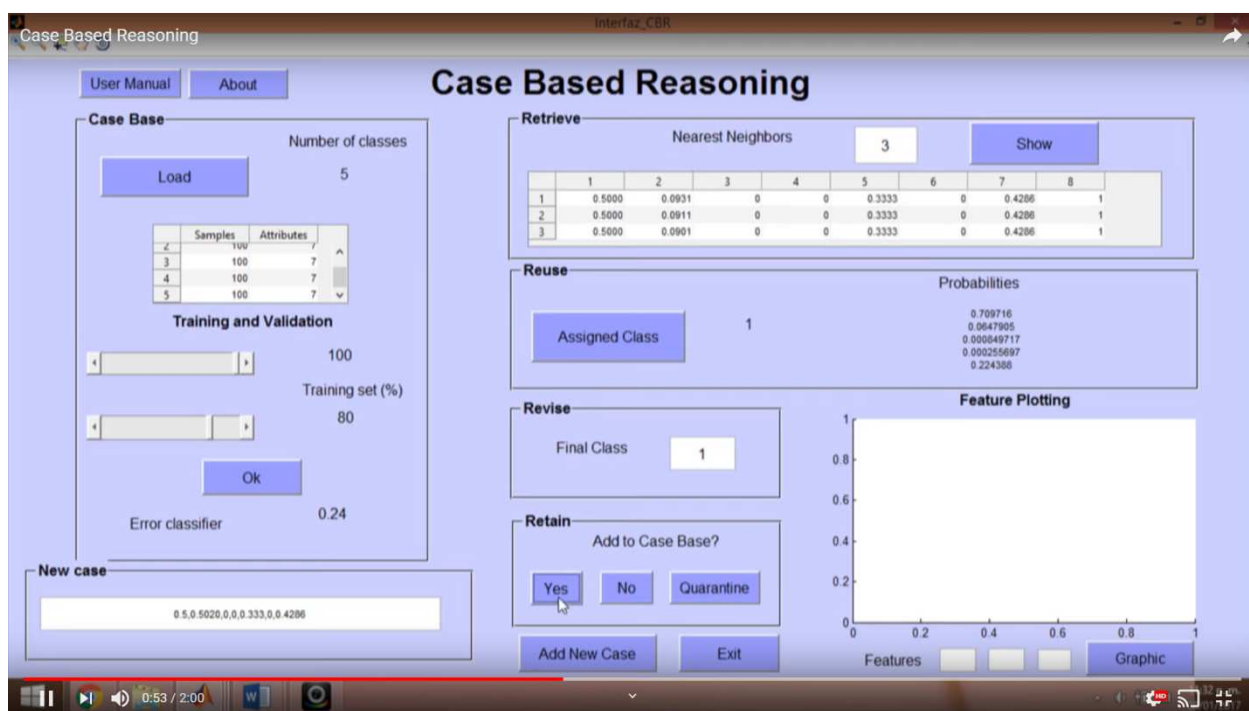 Interfaz_CBR
Case Based Reasoning
User Manual
About
Case Based Reasoning
Case Base
Number of classes
Load
5
Samples Attributes
2 100 7
3 100 7
4 100 7
5 100 7
Training and Validation
100
Training set (%)
80
Ok
Error classifier
0.24
New case
0.5,0.5020,0,0,0.333,0,0.4286
Retrieve
Nearest Neighbors
3
Show
1 2 3 4 5 6 7 8
1 0.5000 0.0931 0 0 0.3333 0 0.4286 1
2 0.5000 0.0911 0 0 0.3333 0 0.4286 1
3 0.5000 0.0901 0 0 0.3333 0 0.4286 1
Reuse
Probabilities
Assigned Class
1
0.709716
0.0647905
0.000849717
0.000255697
0.224388
Revise
Final Class
1
Retain
Add to Case Base?
Yes
No
Quarantine
Add New Case
Exit
Feature Plotting
1
0.8
0.6
0.4
0.2
0
0 0.2 0.4 0.6 0.8 1
Features
Graphic
0:53 / 2:00
HD